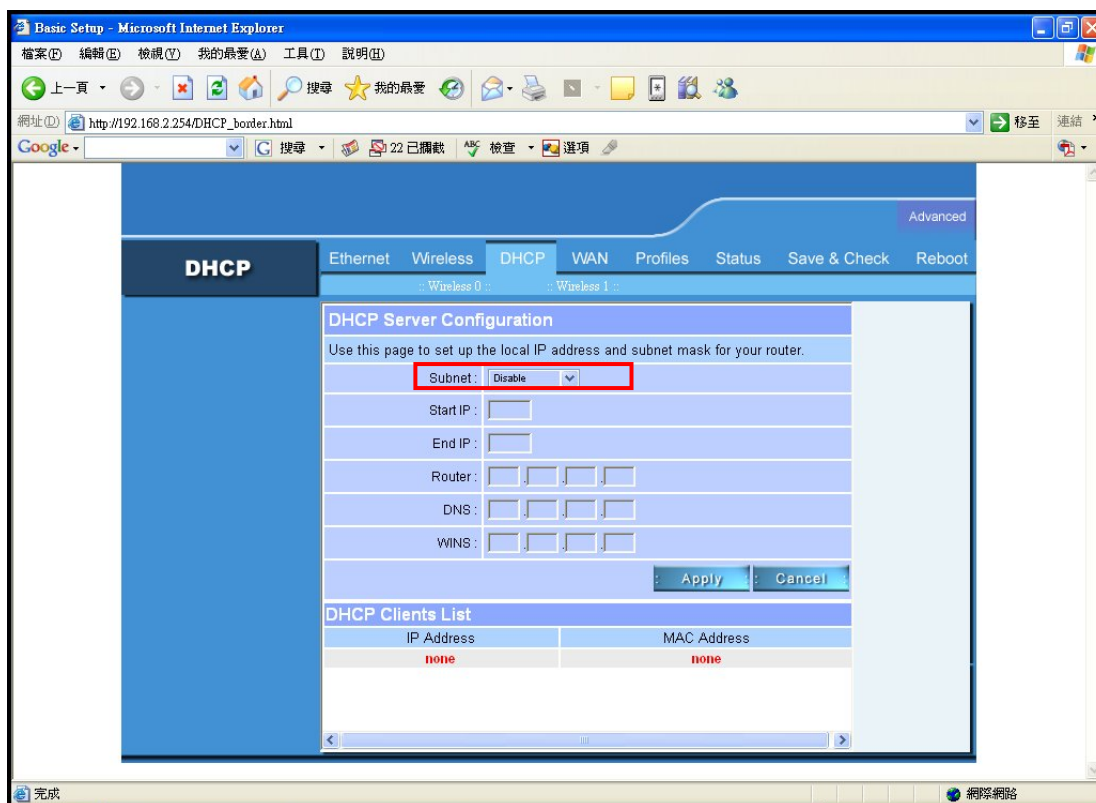 Basic Setup - Microsoft Internet Explorer
檔案(F) 編輯(E) 檢視(V) 我的最愛(A) 工具(T) 說明(H)
上一頁 搜尋 我的最愛
網址(D) http://192.168.2.254/DHCP_border.html 移至 連結
Google 搜尋 22 已攔截 ABC 檢查 選項
Advanced
DHCP
Ethernet Wireless DHCP WAN Profiles Status Save & Check Reboot
:: Wireless 0 :: :: Wireless 1 ::
DHCP Server Configuration
Use this page to set up the local IP address and subnet mask for your router.
Subnet : Disable
Start IP :
End IP :
Router : . . .
DNS : . . .
WINS : . . .
Apply Cancel
DHCP Clients List
IP Address MAC Address
none none
完成 網際網路